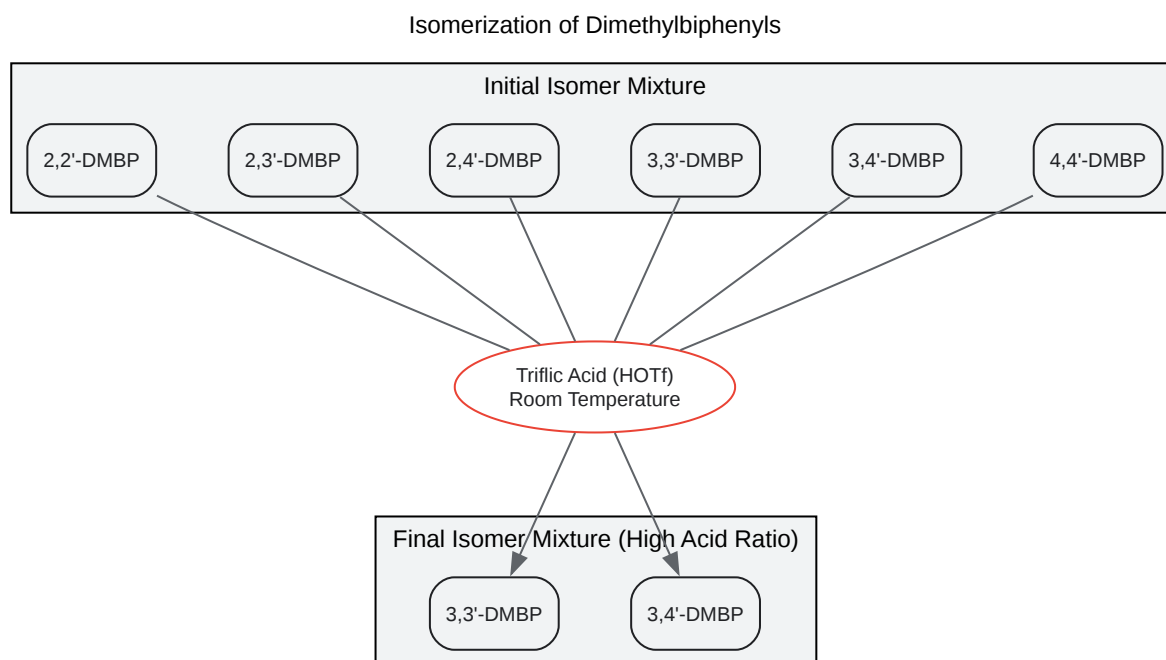 Isomerization of Dimethylbiphenyls
Initial Isomer Mixture
2,2'-DMBP
2,3'-DMBP
2,4'-DMBP
3,3'-DMBP
3,4'-DMBP
4,4'-DMBP
Triflic Acid (HOTf)
Room Temperature
Final Isomer Mixture (High Acid Ratio)
3,3'-DMBP
3,4'-DMBP